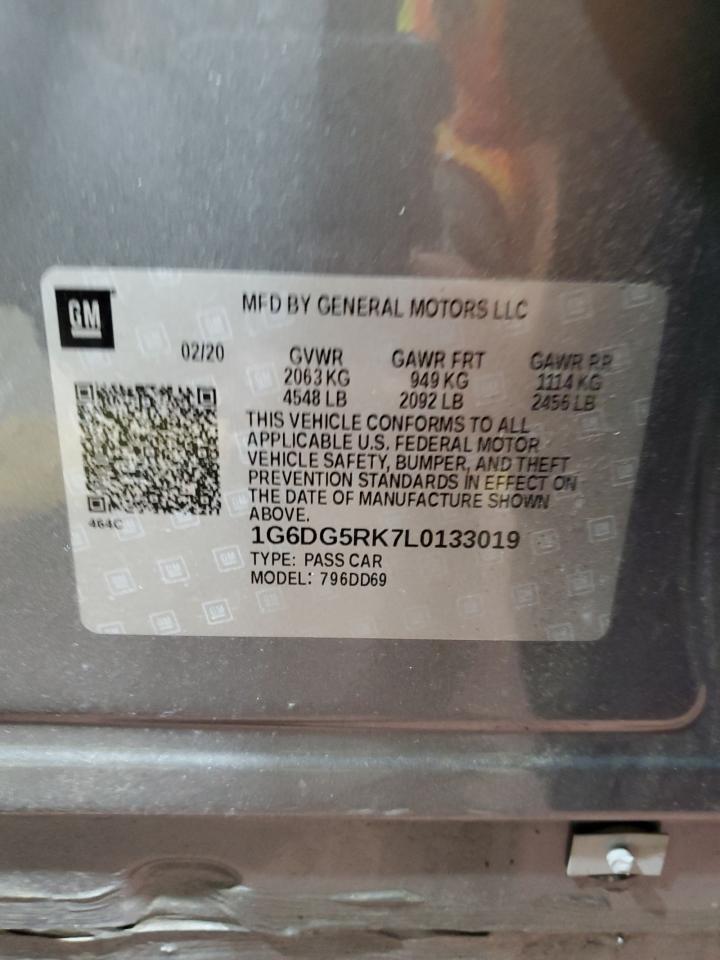 GM
MFD BY GENERAL MOTORS LLC
02/20 GVWR GAWR FRT GAWR RR
2063 KG 949 KG 1114 KG
4548 LB 2092 LB 2456 LB
THIS VEHICLE CONFORMS TO ALL
APPLICABLE U.S. FEDERAL MOTOR
VEHICLE SAFETY, BUMPER, AND THEFT
PREVENTION STANDARDS IN EFFECT ON
THE DATE OF MANUFACTURE SHOWN
ABOVE.
464C
1G6DG5RK7L0133019
TYPE: PASS CAR
MODEL: 796DD69